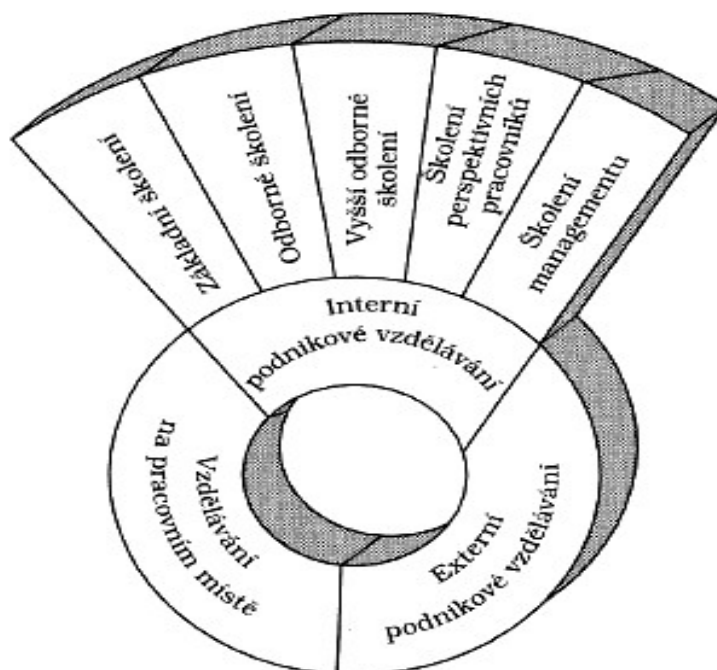 Základní školení
Odborné školení
Vyšší odborné
školení
Školení
perspektivních
pracovníků
Školení
managementu
Interní
podnikové vzdělávání
Vzdělávání
na pracovním místě
Externí
podnikové vzdělávání